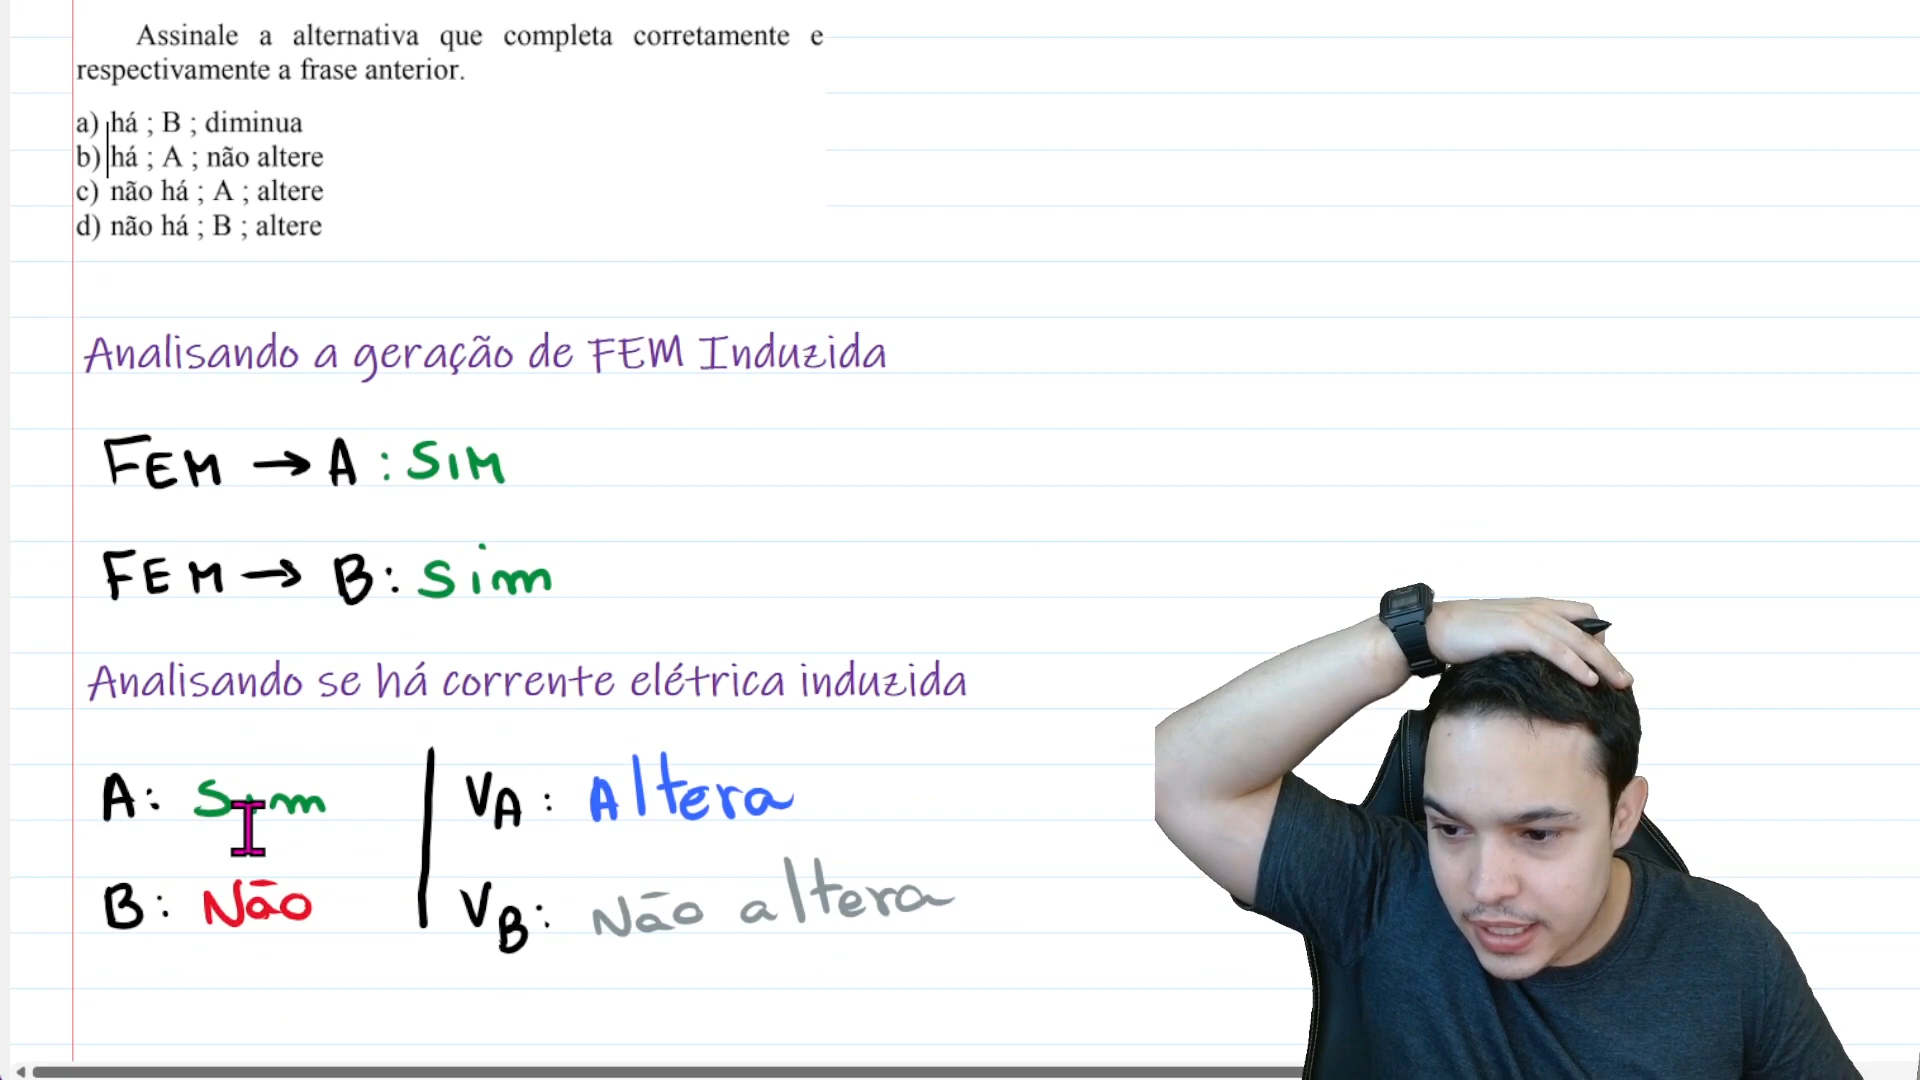 Assinale a alternativa que completa corretamente e
respectivamente a frase anterior.
a) há ; B ; diminua
b) há ; A ; não altere
c) não há ; A ; altere
d) não há ; B ; altere
Analisando a geração de FEM Induzida
FEM → A : SIM
FEM → B: Sim
Analisando se há corrente elétrica induzida
A: Sim
VA : Altera
B: Não
VB: Não altera